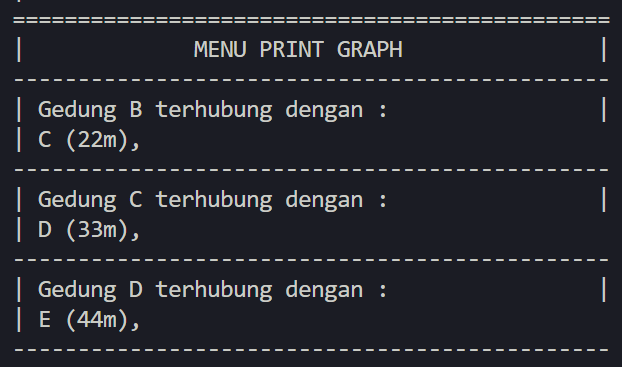 ==============================================
|             MENU PRINT GRAPH               |
----------------------------------------------
| Gedung B terhubung dengan :                |
| C (22m),
----------------------------------------------
| Gedung C terhubung dengan :                |
| D (33m),
----------------------------------------------
| Gedung D terhubung dengan :                |
| E (44m),
----------------------------------------------